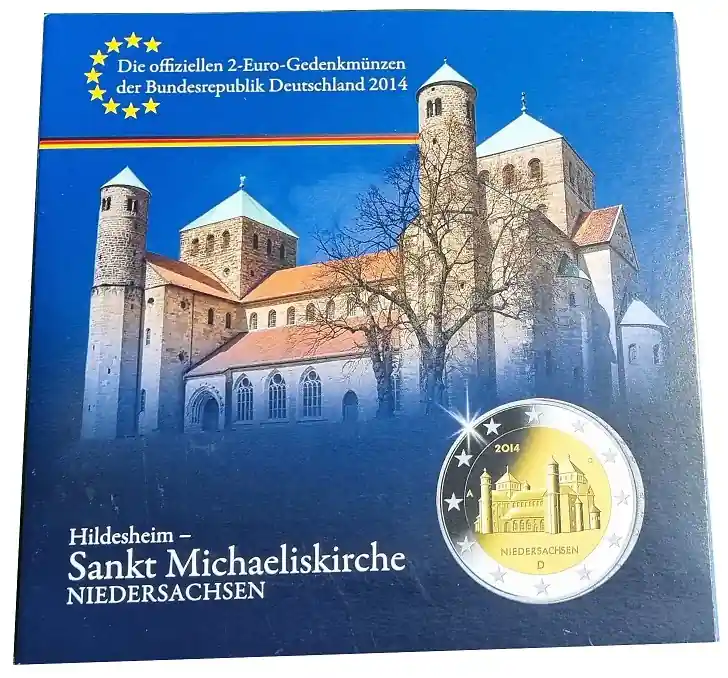 Die offiziellen 2-Euro-Gedenkmünzen
der Bundesrepublik Deutschland 2014
2014
A
NIEDERSACHSEN
D
Hildesheim –
Sankt Michaeliskirche
NIEDERSACHSEN